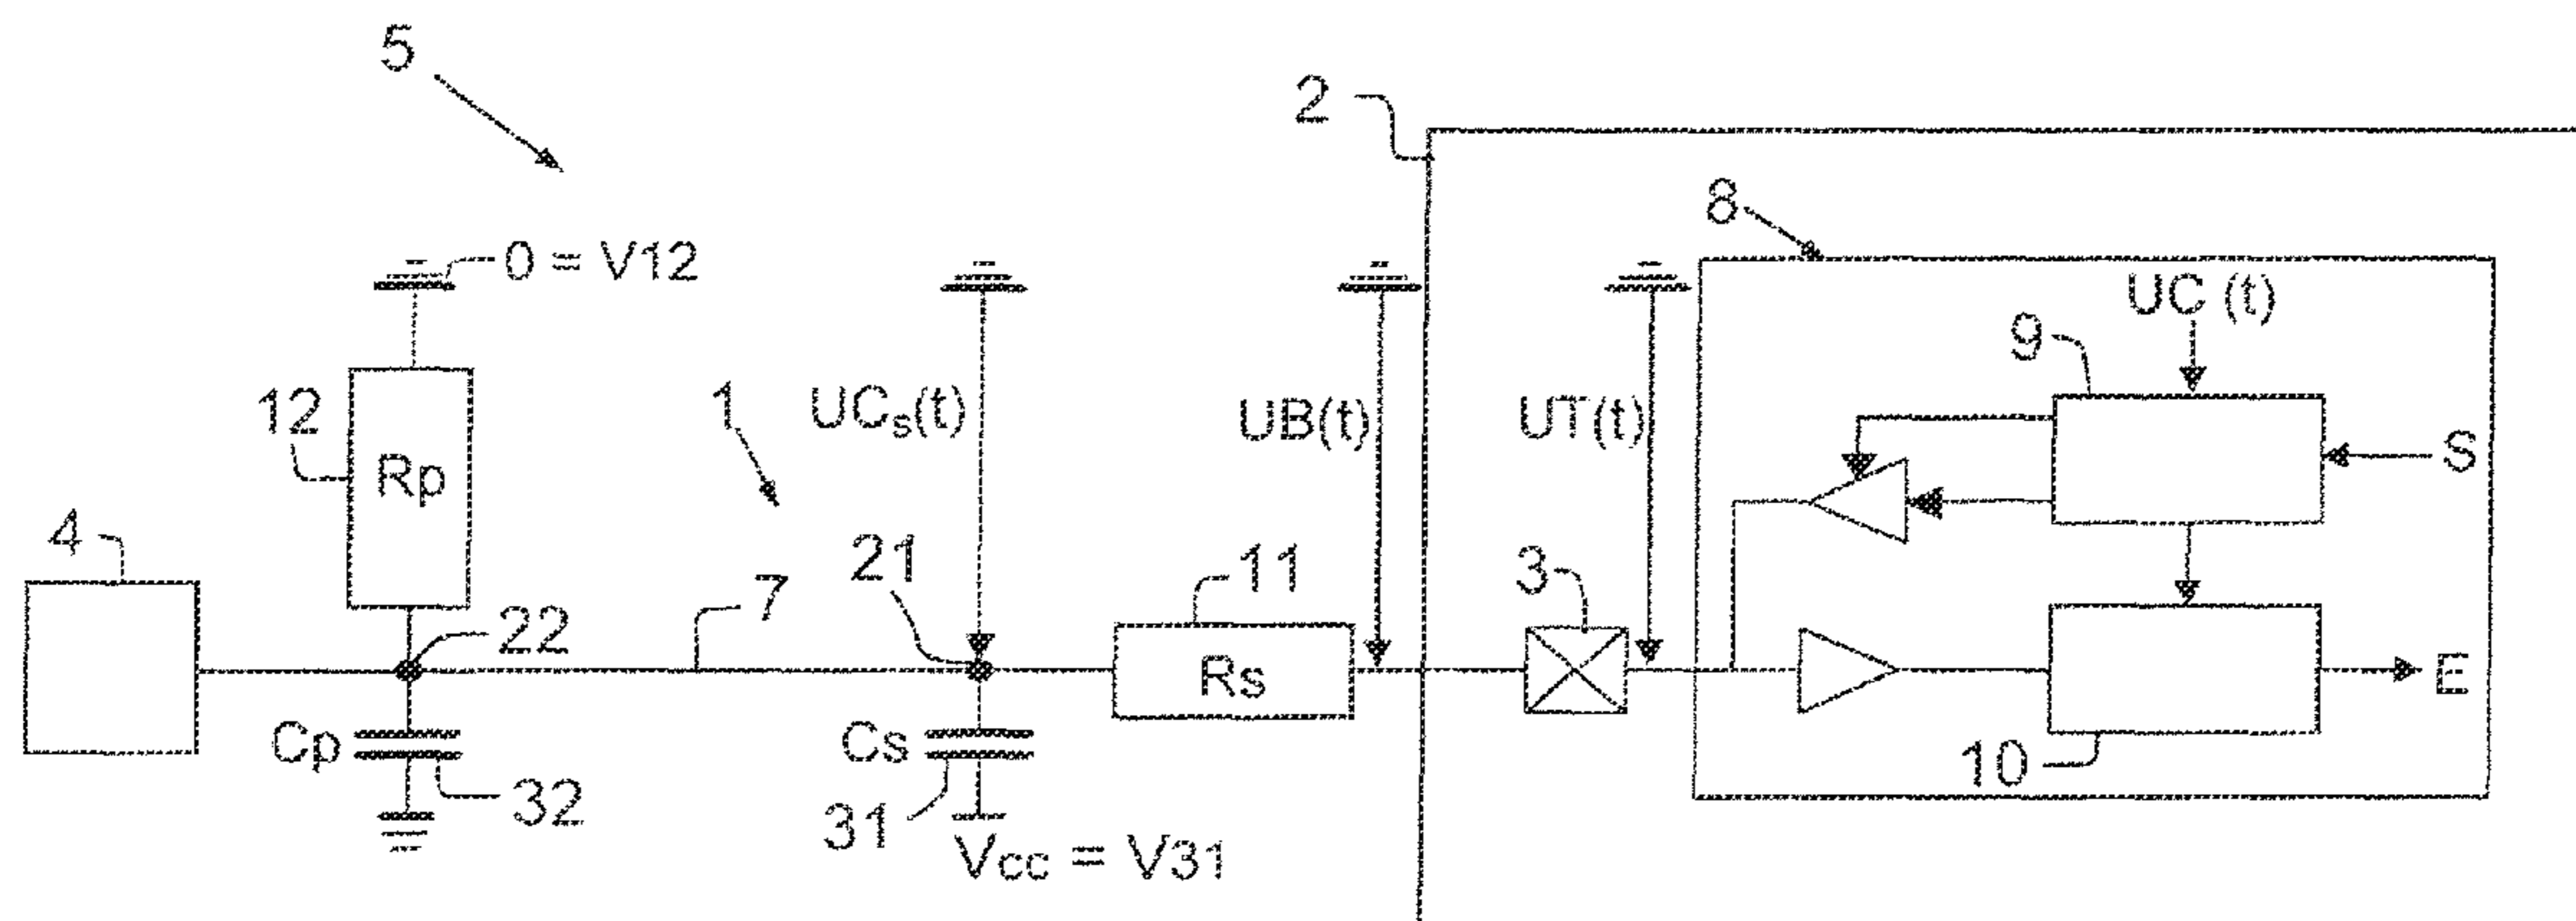 5
2
8
0 = V12
UC (t)
9
12
Rp
1
UCs(t)
UB(t)
UT(t)
S
4
22
7
21
11
3
Rs
E
Cp
32
Cs
31
10
Vcc = V31